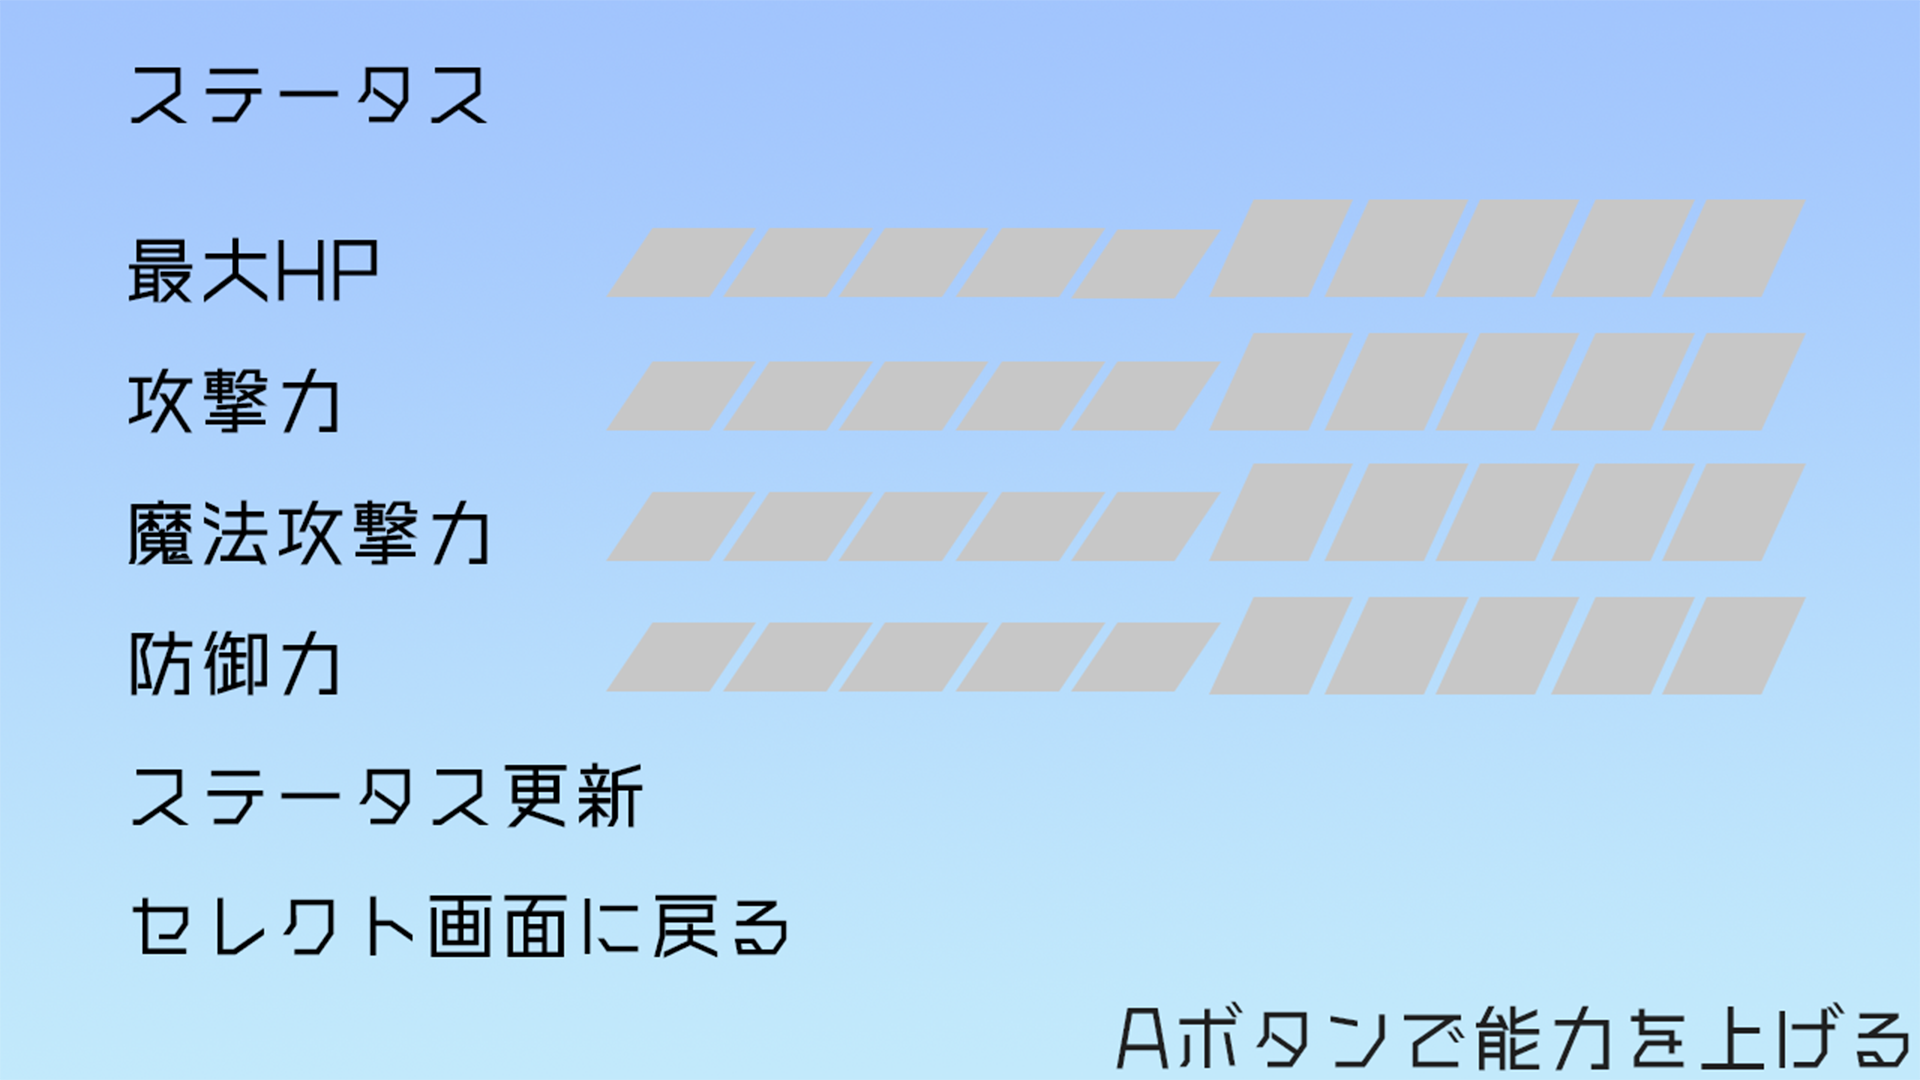 ステータス
最大HP
攻撃力
魔法攻撃力
防御力
ステータス更新
セレクト画面に戻る
Aボタンで能力を上げる